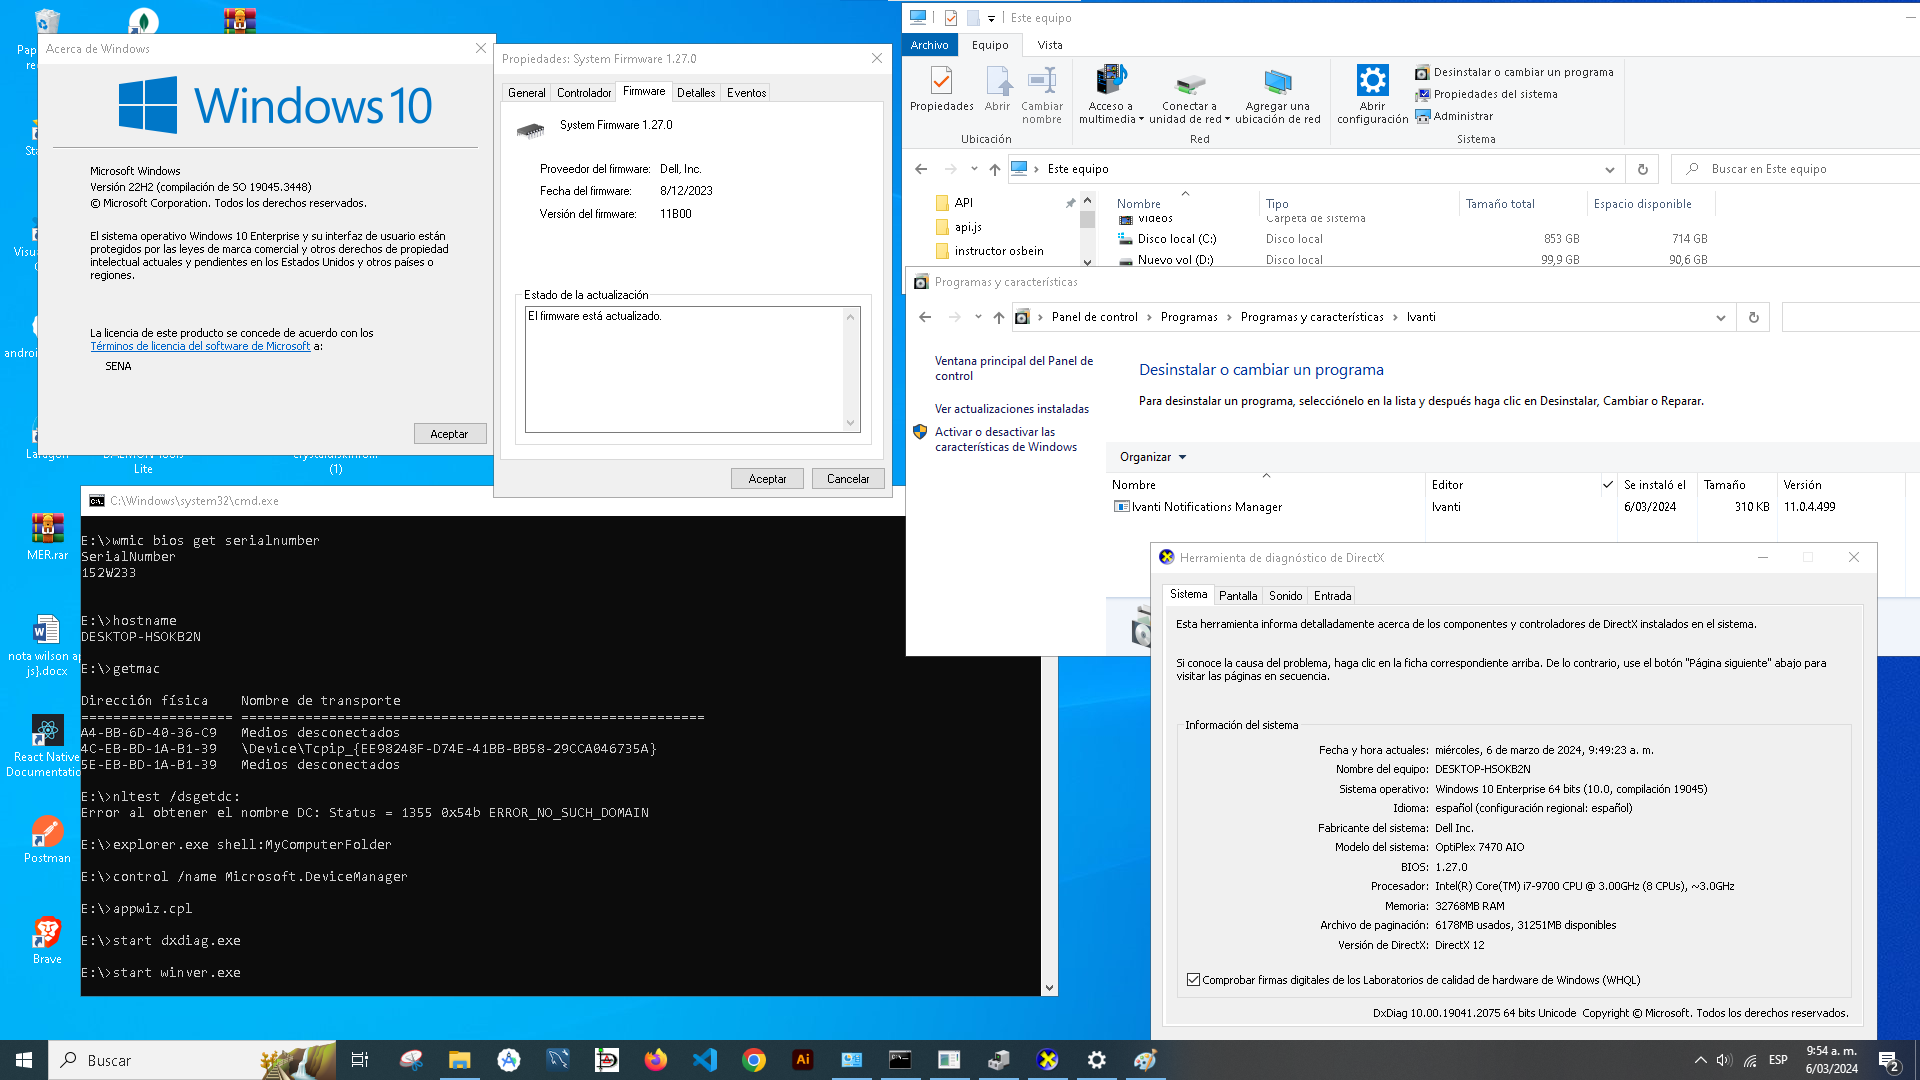 Acerca de Windows
Windows 10
Microsoft Windows
Versión 22H2 (compilación de SO 19045.3448)
© Microsoft Corporation. Todos los derechos reservados.
El sistema operativo Windows 10 Enterprise y su interfaz de usuario están
protegidos por las leyes de marca comercial y otros derechos de propiedad
intelectual actuales y pendientes en los Estados Unidos y otros países o
regiones.
La licencia de este producto se concede de acuerdo con los
Términos de licencia del software de Microsoft a:
SENA
Aceptar
Propiedades: System Firmware 1.27.0
General Controlador Firmware Detalles Eventos
System Firmware 1.27.0
Proveedor del firmware: Dell, Inc.
Fecha del firmware: 8/12/2023
Versión del firmware: 11B00
Estado de la actualización
El firmware está actualizado.
Aceptar Cancelar
Este equipo
Archivo Equipo Vista
Propiedades
Abrir
Cambiar
nombre
Ubicación
Acceso a
multimedia
Conectar a
unidad de red
Agregar una
ubicación de red
Red
Abrir
configuración
Desinstalar o cambiar un programa
Propiedades del sistema
Administrar
Sistema
Este equipo
Buscar en Este equipo
API
api.js
instructor osbein
Nombre Tipo Tamaño total Espacio disponible
Videos Carpeta de sistema
Disco local (C:) Disco local 853 GB 714 GB
Nuevo vol (D:) Disco local 99,9 GB 90,6 GB
Programas y características
Panel de control › Programas › Programas y características › Ivanti
Ventana principal del Panel de
control
Ver actualizaciones instaladas
Activar o desactivar las
características de Windows
Desinstalar o cambiar un programa
Para desinstalar un programa, selecciónelo en la lista y después haga clic en Desinstalar, Cambiar o Reparar.
Organizar
Nombre Editor Se instaló el Tamaño Versión
Ivanti Notifications Manager Ivanti 6/03/2024 310 KB 11.0.4.499
C:\Windows\system32\cmd.exe
E:\>wmic bios get serialnumber
SerialNumber
152W233
E:\>hostname
DESKTOP-HSOKB2N
E:\>getmac
Dirección física Nombre de transporte
=================== ==========================================================
A4-BB-6D-40-36-C9 Medios desconectados
4C-EB-BD-1A-B1-39 \Device\Tcpip_{EE98248F-D74E-41BB-BB58-29CCA046735A}
5E-EB-BD-1A-B1-39 Medios desconectados
E:\>nltest /dsgetdc:
Error al obtener el nombre DC: Status = 1355 0x54b ERROR_NO_SUCH_DOMAIN
E:\>explorer.exe shell:MyComputerFolder
E:\>control /name Microsoft.DeviceManager
E:\>appwiz.cpl
E:\>start dxdiag.exe
E:\>start winver.exe
Herramienta de diagnóstico de DirectX
Sistema Pantalla Sonido Entrada
Esta herramienta informa detalladamente acerca de los componentes y controladores de DirectX instalados en el sistema.
Si conoce la causa del problema, haga clic en la ficha correspondiente arriba. De lo contrario, use el botón "Página siguiente" abajo para
visitar las páginas en secuencia.
Información del sistema
Fecha y hora actuales: miércoles, 6 de marzo de 2024, 9:49:23 a. m.
Nombre del equipo: DESKTOP-HSOKB2N
Sistema operativo: Windows 10 Enterprise 64 bits (10.0, compilación 19045)
Idioma: español (configuración regional: español)
Fabricante del sistema: Dell Inc.
Modelo del sistema: OptiPlex 7470 AIO
BIOS: 1.27.0
Procesador: Intel(R) Core(TM) i7-9700 CPU @ 3.00GHz (8 CPUs), ~3.0GHz
Memoria: 32768MB RAM
Archivo de paginación: 6178MB usados, 31251MB disponibles
Versión de DirectX: DirectX 12
Comprobar firmas digitales de los Laboratorios de calidad de hardware de Windows (WHQL)
DxDiag 10.00.19041.2075 64 bits Unicode Copyright © Microsoft. Todos los derechos reservados.
Lite
(1)
MER.rar
nota wilson a
js}.docx
React Native
Documentatio
Postman
Brave
Buscar
Ai
ESP
9:54 a. m.
6/03/2024
2